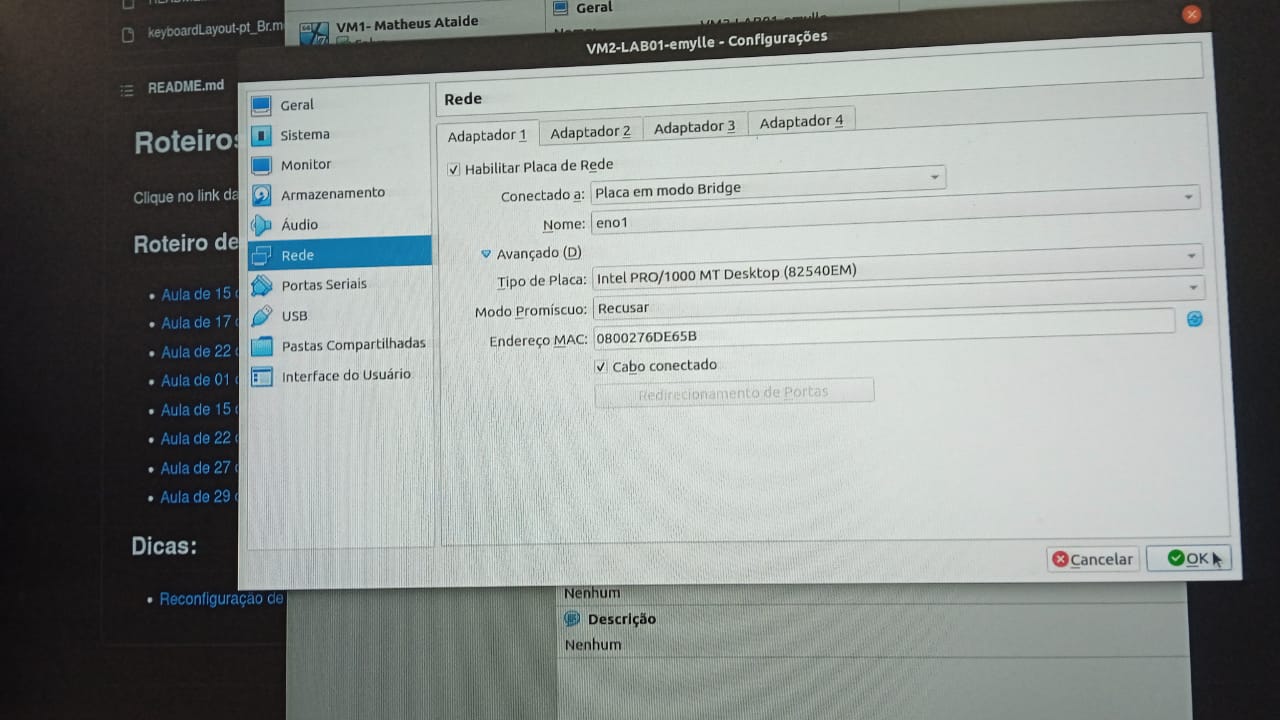 keyboardLayout-pt_Br.m
README.md
Roteiros
Clique no link da
Roteiro de
Aula de 15
Aula de 17
Aula de 22
Aula de 01
Aula de 15
Aula de 22
Aula de 27
Aula de 29
Dicas:
Reconfiguração de
VM1- Matheus Ataide
Geral
VM2-LAB01-emylle - Configurações
Geral
Sistema
Monitor
Armazenamento
Áudio
Rede
Portas Seriais
USB
Pastas Compartilhadas
Interface do Usuário
Rede
Adaptador 1 Adaptador 2 Adaptador 3 Adaptador 4
Habilitar Placa de Rede
Conectado a: Placa em modo Bridge
Nome: eno1
Avançado (D)
Tipo de Placa: Intel PRO/1000 MT Desktop (82540EM)
Modo Promíscuo: Recusar
Endereço MAC: 0800276DE65B
Cabo conectado
Redirecionamento de Portas
Cancelar OK
Nenhum
Descrição
Nenhum